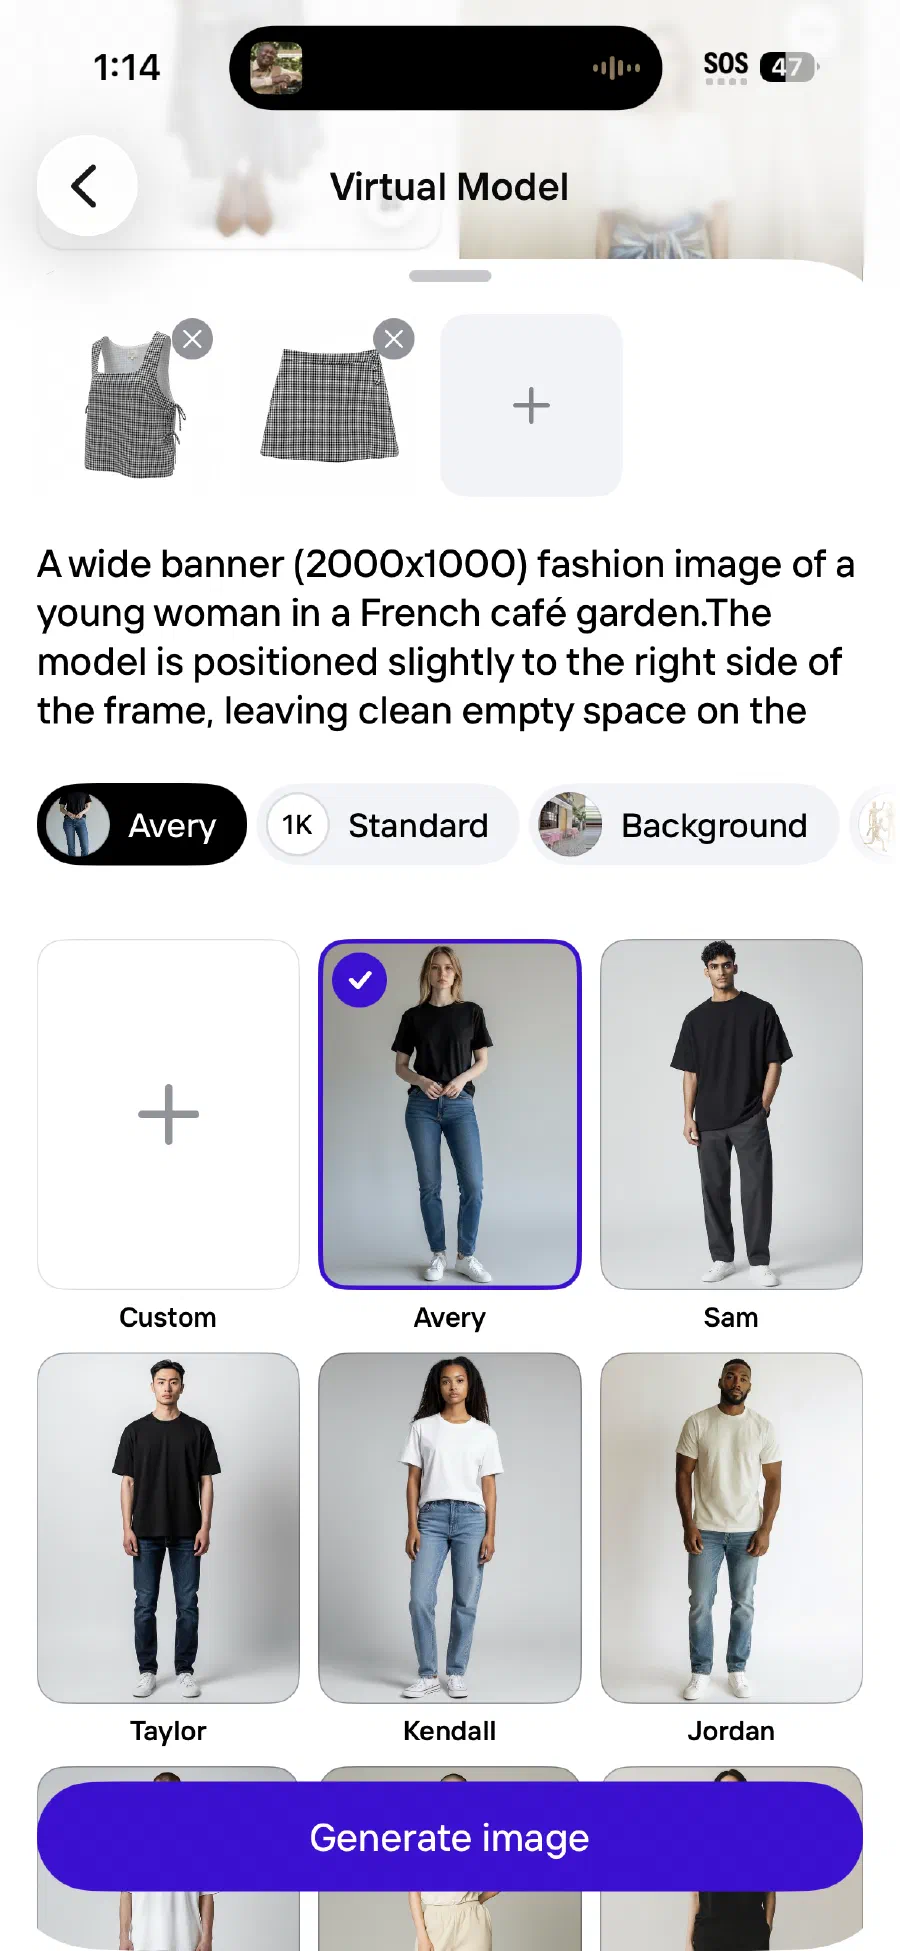 1:14
SOS
47
Virtual Model
A wide banner (2000x1000) fashion image of a
young woman in a French café garden.The
model is positioned slightly to the right side of
the frame, leaving clean empty space on the
Avery
1K
Standard
Background
Custom
Avery
Sam
Taylor
Kendall
Jordan
Generate image